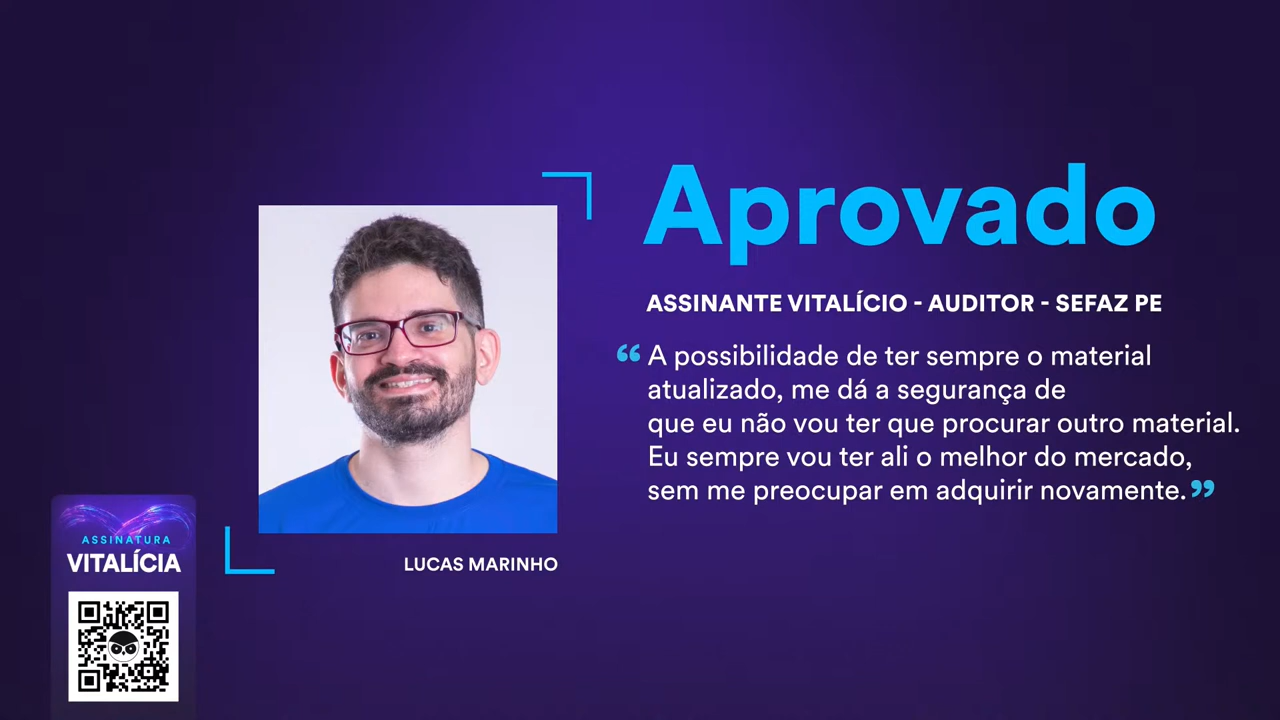 Aprovado
ASSINANTE VITALÍCIO - AUDITOR - SEFAZ PE
“ A possibilidade de ter sempre o material
atualizado, me dá a segurança de
que eu não vou ter que procurar outro material.
Eu sempre vou ter ali o melhor do mercado,
sem me preocupar em adquirir novamente. ”
LUCAS MARINHO
ASSINATURA
VITALÍCIA